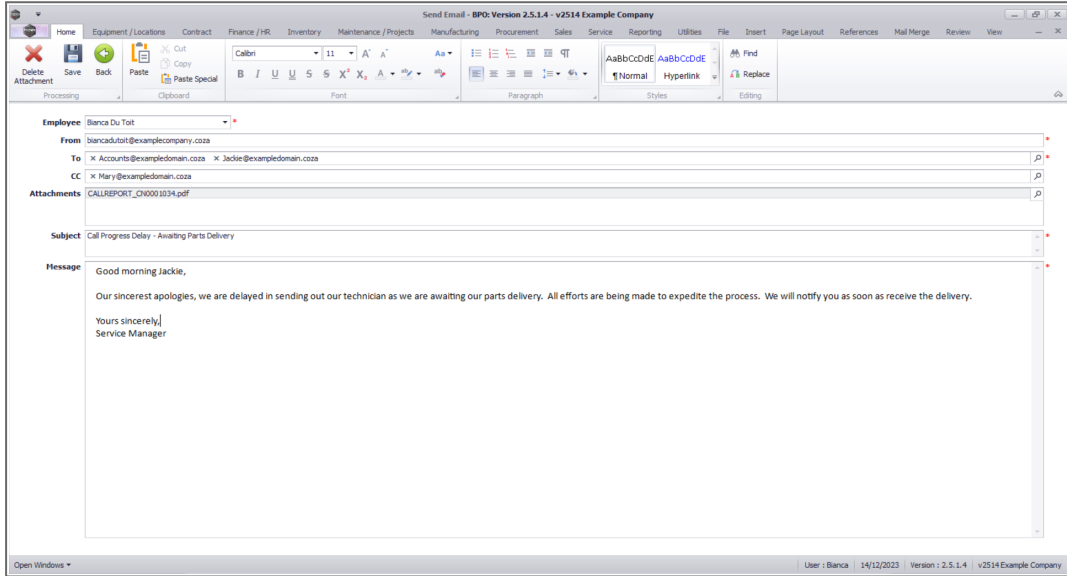 Send Email - BPO: Version 2.5.1.4 - v2514 Example Company
Home Equipment / Locations Contract Finance / HR Inventory Maintenance / Projects Manufacturing Procurement Sales Service Reporting Utilities File Insert Page Layout References Mail Merge Review View
Delete Attachment
Save
Back
Paste
Cut
Copy
Paste Special
Calibri 11
AaBbCcDdE AaBbCcDdE
¶ Normal Hyperlink
Find
Replace
Processing Clipboard Font Paragraph Styles Editing
Employee Bianca Du Toit *
From biancadutoit@examplecompany.coza *
To × Accounts@exampledomain.coza × Jackie@exampledomain.coza *
CC × Mary@exampledomain.coza
Attachments CALLREPORT_CN0001034.pdf
Subject Call Progress Delay - Awaiting Parts Delivery *
Message *
Good morning Jackie,
Our sincerest apologies, we are delayed in sending out our technician as we are awaiting our parts delivery. All efforts are being made to expedite the process. We will notify you as soon as receive the delivery.
Yours sincerely,
Service Manager
Open Windows User : Bianca 14/12/2023 Version : 2.5.1.4 v2514 Example Company